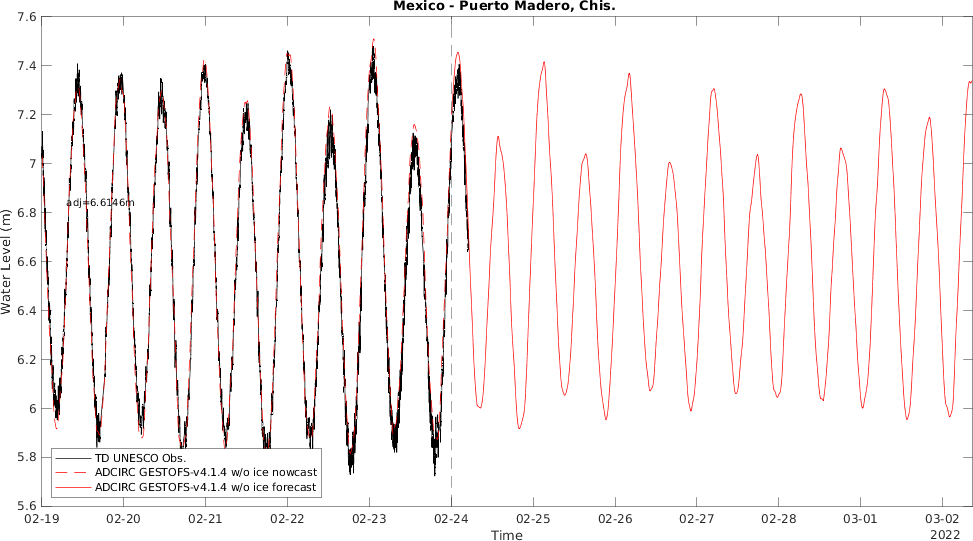 Mexico - Puerto Madero, Chis.
7.6
7.4
7.2
7
6.8
6.6
6.4
6.2
6
5.8
5.6
Water Level (m)
adj=6.6146m
TD UNESCO Obs.
ADCIRC GESTOFS-v4.1.4 w/o ice nowcast
ADCIRC GESTOFS-v4.1.4 w/o ice forecast
02-19 02-20 02-21 02-22 02-23 02-24 02-25 02-26 02-27 02-28 03-01 03-02
2022
Time